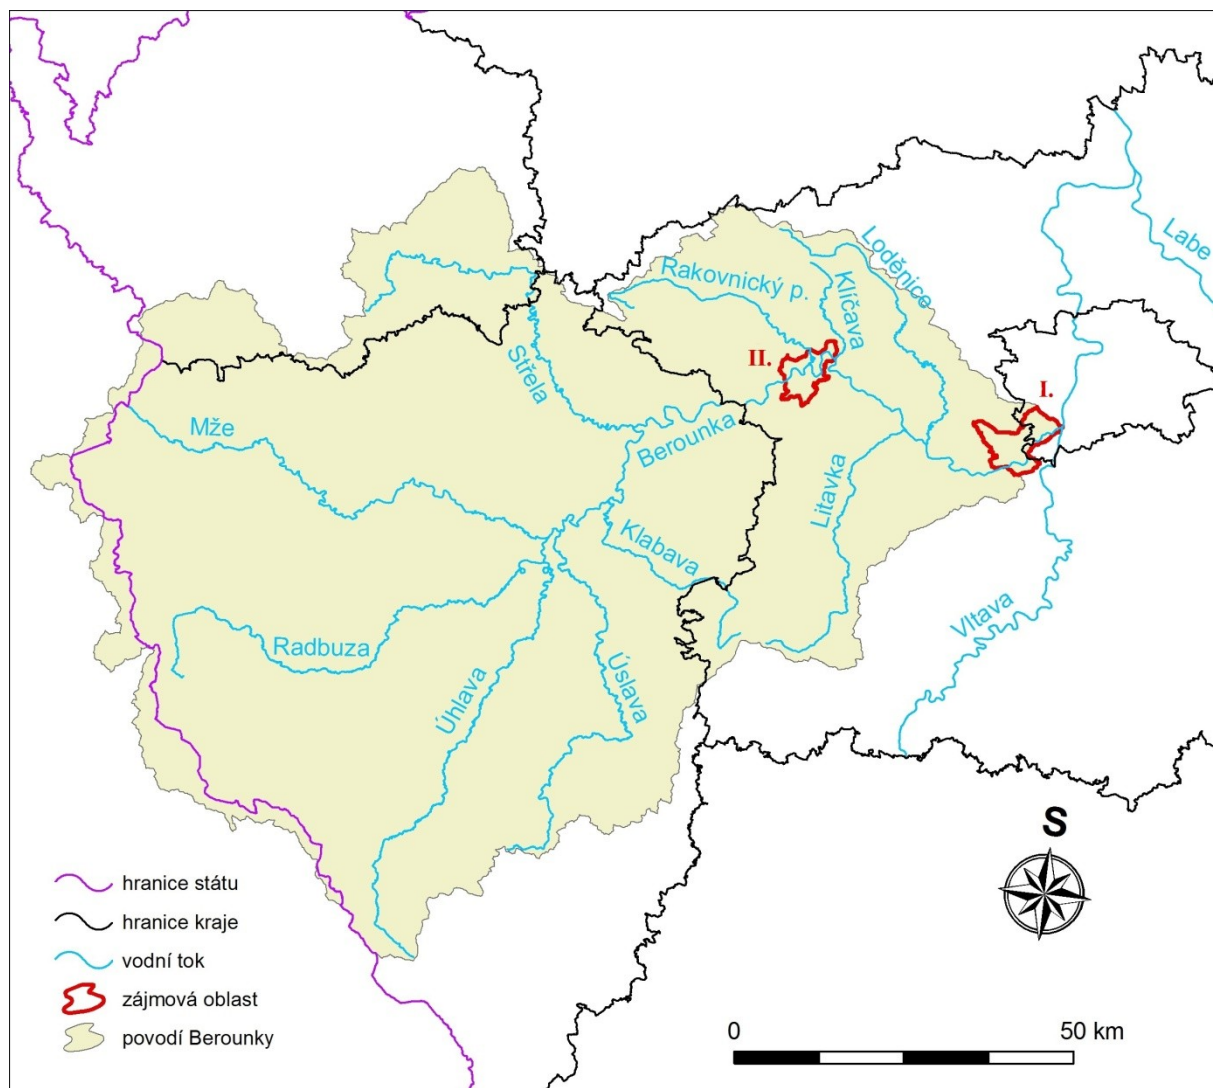 Labe
Loděnice
Rakovnický p.
Klíčava
II.
I.
Střela
Mže
Berounka
Litavka
Klabava
Vltava
Radbuza
Úhlava
Úslava
S
hranice státu
hranice kraje
vodní tok
zájmová oblast
povodí Berounky
0 50 km